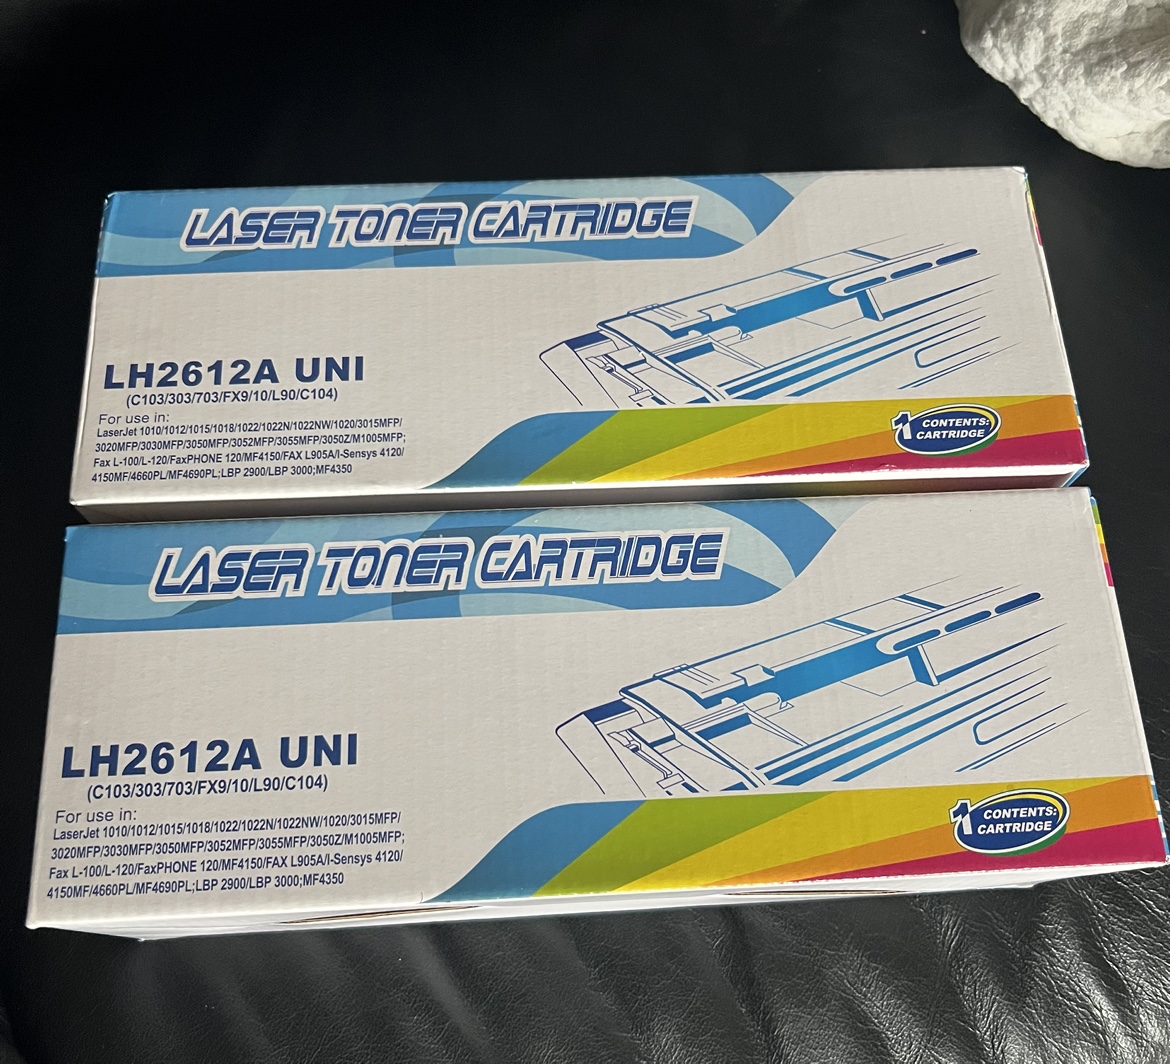 LASER TONER CARTRIDGE
LH2612A UNI
(C103/303/703/FX9/10/L90/C104)
For use in:
LaserJet 1010/1012/1015/1018/1022/1022N/1022NW/1020/3015MFP/
3020MFP/3030MFP/3050MFP/3052MFP/3055MFP/3050Z/M1005MFP;
Fax L-100/L-120/FaxPHONE 120/MF4150/FAX L905A/I-Sensys 4120/
4150MF/4660PL/MF4690PL;LBP 2900/LBP 3000;MF4350
1 CONTENTS:
CARTRIDGE
LASER TONER CARTRIDGE
LH2612A UNI
(C103/303/703/FX9/10/L90/C104)
For use in:
LaserJet 1010/1012/1015/1018/1022/1022N/1022NW/1020/3015MFP/
3020MFP/3030MFP/3050MFP/3052MFP/3055MFP/3050Z/M1005MFP;
Fax L-100/L-120/FaxPHONE 120/MF4150/FAX L905A/I-Sensys 4120/
4150MF/4660PL/MF4690PL;LBP 2900/LBP 3000;MF4350
1 CONTENTS:
CARTRIDGE